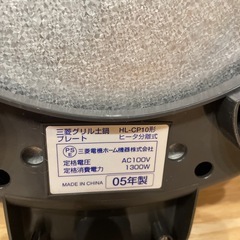 三菱グリル土鍋 HL-CP10形
プレート ヒータ分離式
PS
E
三菱電機ホーム機器株式会社
定格電圧 AC100V
定格消費電力 1300W
MADE IN CHINA 05年製